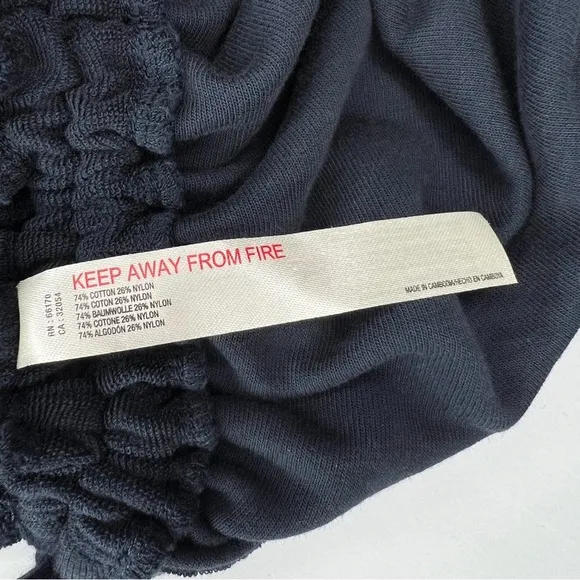 KEEP AWAY FROM FIRE
RN : 66170
CA : 32054
74% COTTON 26% NYLON
74% COTON 26% NYLON
74% BAUMWOLLE 26% NYLON
74% COTONE 26% NYLON
74% ALGODÓN 26% NYLON
MADE IN CAMBODIA/HECHO EN CAMBOYA